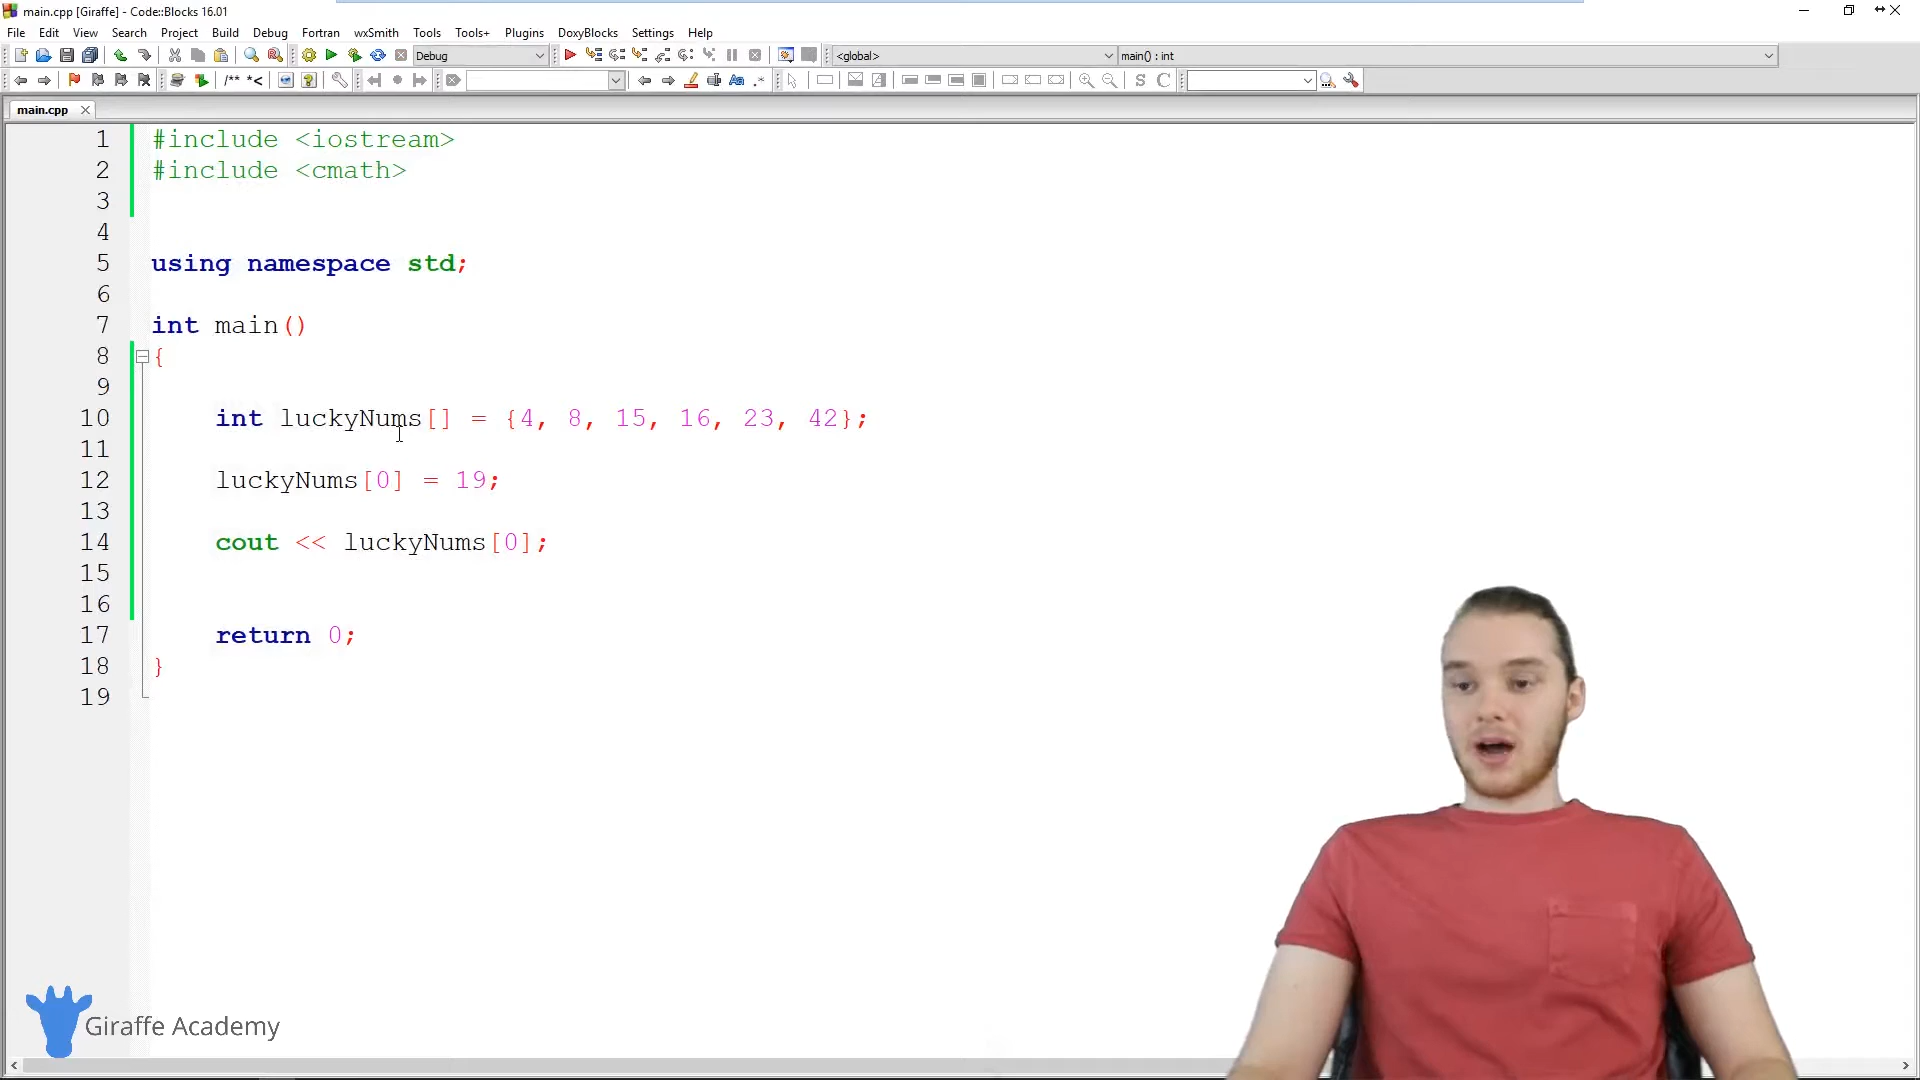 main.cpp [Giraffe] - Code::Blocks 16.01
File Edit View Search Project Build Debug Fortran wxSmith Tools Tools+ Plugins DoxyBlocks Settings Help
Debug <global> main() : int
/** *<
S C
main.cpp
1 #include <iostream>
2 #include <cmath>
3
4
5 using namespace std;
6
7 int main()
8 {
9
10 int luckyNums[] = {4, 8, 15, 16, 23, 42};
11
12 luckyNums[0] = 19;
13
14 cout << luckyNums[0];
15
16
17 return 0;
18 }
19
Giraffe Academy